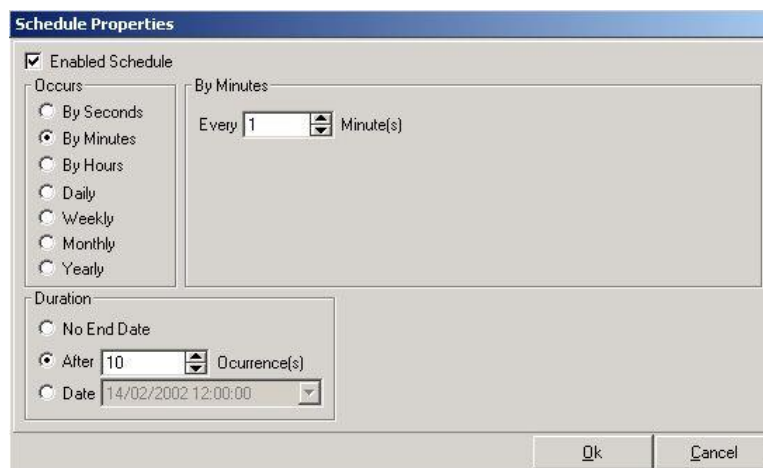 Schedule Properties
Enabled Schedule
Occurs
By Seconds
By Minutes
By Hours
Daily
Weekly
Monthly
Yearly
By Minutes
Every 1 Minute(s)
Duration
No End Date
After 10 Ocurrence(s)
Date 14/02/2002 12:00:00
Ok Cancel